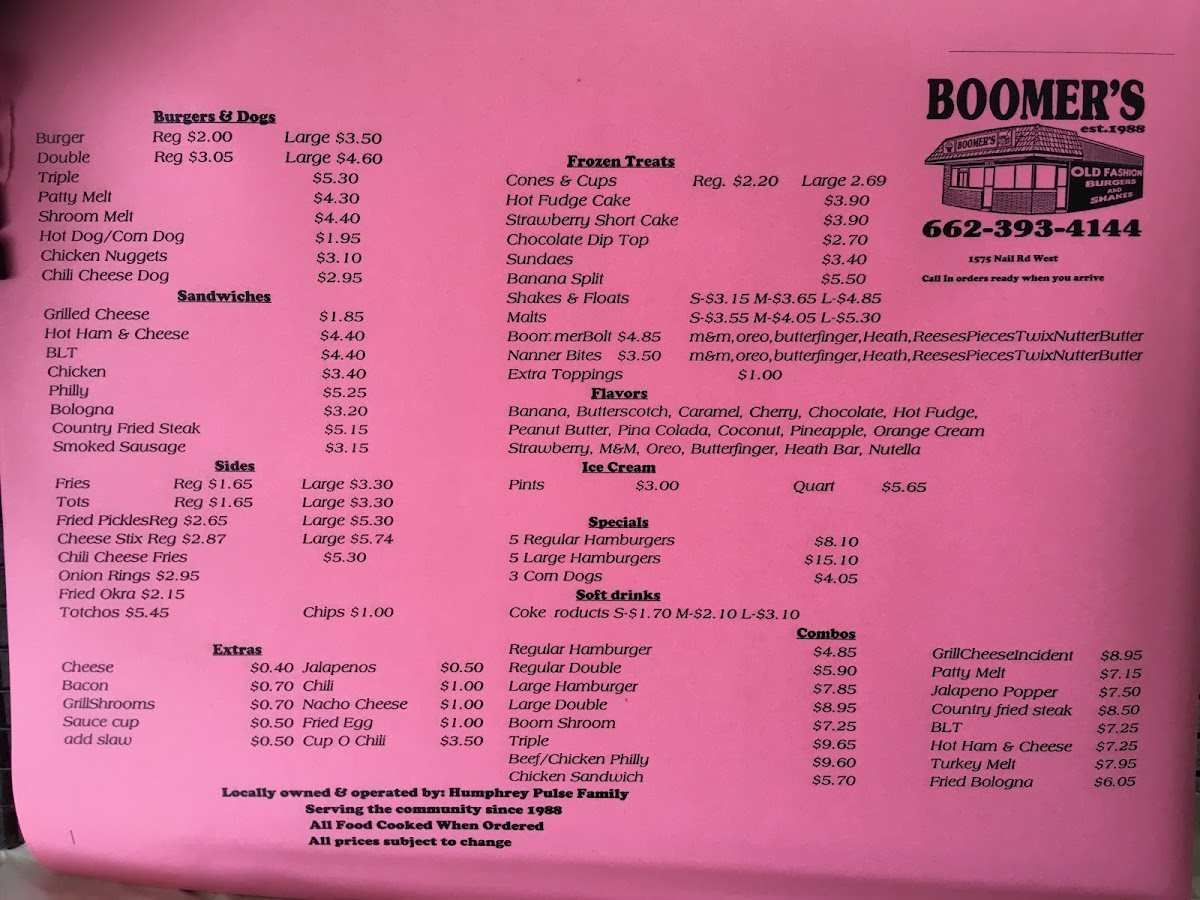 BOOMER'S
est.1988
BOOMER'S
OLD FASHION
BURGERS
AND
SHAKES
662-393-4144
1575 Nail Rd West
Call In orders ready when you arrive
Burgers & Dogs
Burger Reg $2.00 Large $3.50
Double Reg $3.05 Large $4.60
Triple $5.30
Patty Melt $4.30
Shroom Melt $4.40
Hot Dog/Corn Dog $1.95
Chicken Nuggets $3.10
Chili Cheese Dog $2.95
Sandwiches
Grilled Cheese $1.85
Hot Ham & Cheese $4.40
BLT $4.40
Chicken $3.40
Philly $5.25
Bologna $3.20
Country Fried Steak $5.15
Smoked Sausage $3.15
Sides
Fries Reg $1.65 Large $3.30
Tots Reg $1.65 Large $3.30
Fried PicklesReg $2.65 Large $5.30
Cheese Stix Reg $2.87 Large $5.74
Chili Cheese Fries $5.30
Onion Rings $2.95
Fried Okra $2.15
Totchos $5.45 Chips $1.00
Extras
Cheese $0.40 Jalapenos $0.50
Bacon $0.70 Chili $1.00
GrillShrooms $0.70 Nacho Cheese $1.00
Sauce cup $0.50 Fried Egg $1.00
add slaw $0.50 Cup O Chili $3.50
Frozen Treats
Cones & Cups Reg. $2.20 Large 2.69
Hot Fudge Cake $3.90
Strawberry Short Cake $3.90
Chocolate Dip Top $2.70
Sundaes $3.40
Banana Split $5.50
Shakes & Floats S-$3.15 M-$3.65 L-$4.85
Malts S-$3.55 M-$4.05 L-$5.30
BoommerBolt $4.85 m&m,oreo,butterfinger,Heath,ReesesPiecesTwixNutterButter
Nanner Bites $3.50 m&m,oreo,butterfinger,Heath,ReesesPiecesTwixNutterButter
Extra Toppings $1.00
Flavors
Banana, Butterscotch, Caramel, Cherry, Chocolate, Hot Fudge,
Peanut Butter, Pina Colada, Coconut, Pineapple, Orange Cream
Strawberry, M&M, Oreo, Butterfinger, Heath Bar, Nutella
Ice Cream
Pints $3.00 Quart $5.65
Specials
5 Regular Hamburgers $8.10
5 Large Hamburgers $15.10
3 Corn Dogs $4.05
Soft drinks
Coke roducts S-$1.70 M-$2.10 L-$3.10
Combos
Regular Hamburger $4.85
Regular Double $5.90
Large Hamburger $7.85
Large Double $8.95
Boom Shroom $7.25
Triple $9.65
Beef/Chicken Philly $9.60
Chicken Sandwich $5.70
GrillCheeseIncident $8.95
Patty Melt $7.15
Jalapeno Popper $7.50
Country fried steak $8.50
BLT $7.25
Hot Ham & Cheese $7.25
Turkey Melt $7.95
Fried Bologna $6.05
Locally owned & operated by: Humphrey Pulse Family
Serving the community since 1988
All Food Cooked When Ordered
All prices subject to change